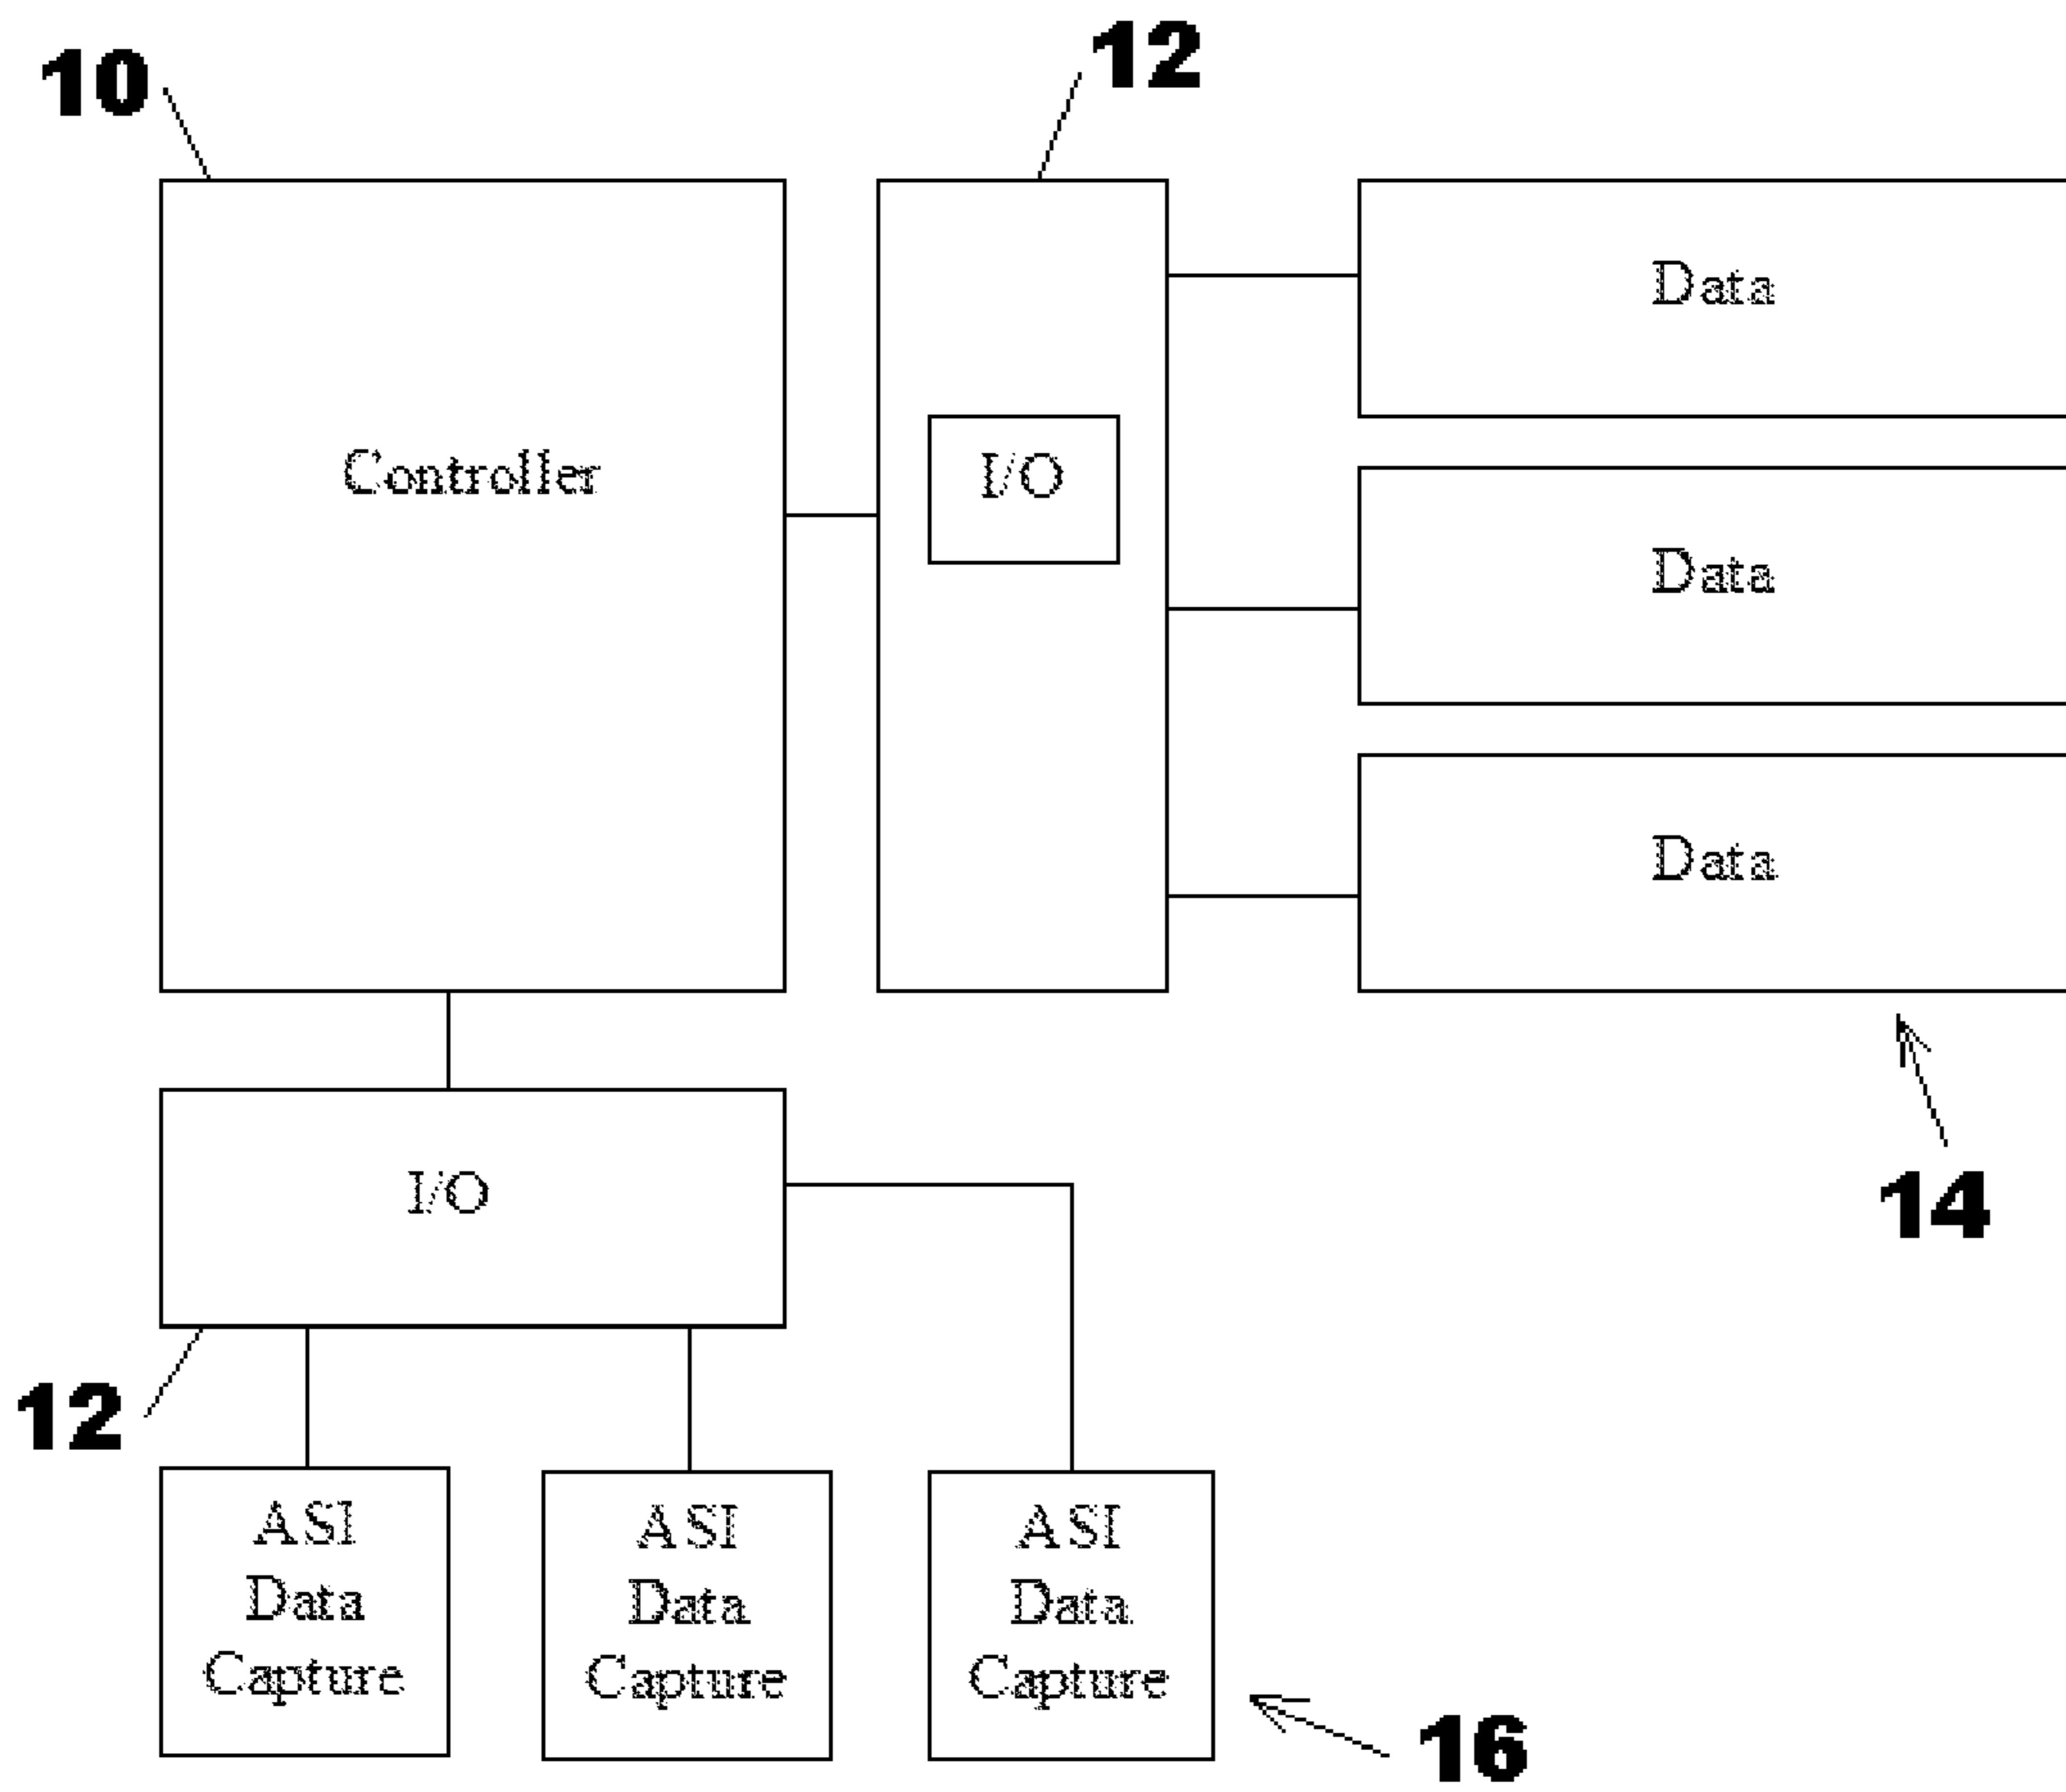 10
12
Data
Controller
I/O
Data
Data
14
I/O
12
ASI
Data
Capture
ASI
Data
Capture
ASI
Data
Capture
16